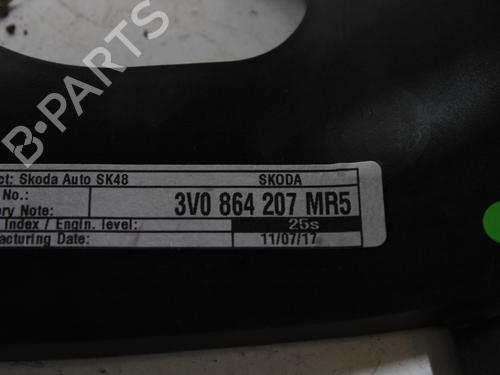 B-PARTS
ct: Skoda Auto SK48 SKODA
No.: 3V0 864 207 MR5
ery Note:
Index / Engin. level: 25s
acturing Date: 11/07/17